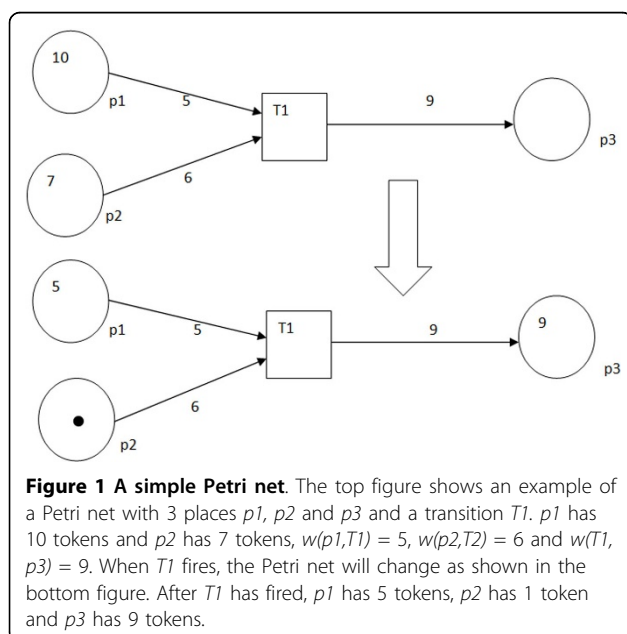 10
p1
5
T1
9
p3
7
p2
6
5
p1
5
T1
9
9
p3
6
p2
Figure 1 A simple Petri net. The top figure shows an example of
a Petri net with 3 places p1, p2 and p3 and a transition T1. p1 has
10 tokens and p2 has 7 tokens, w(p1,T1) = 5, w(p2,T2) = 6 and w(T1,
p3) = 9. When T1 fires, the Petri net will change as shown in the
bottom figure. After T1 has fired, p1 has 5 tokens, p2 has 1 token
and p3 has 9 tokens.